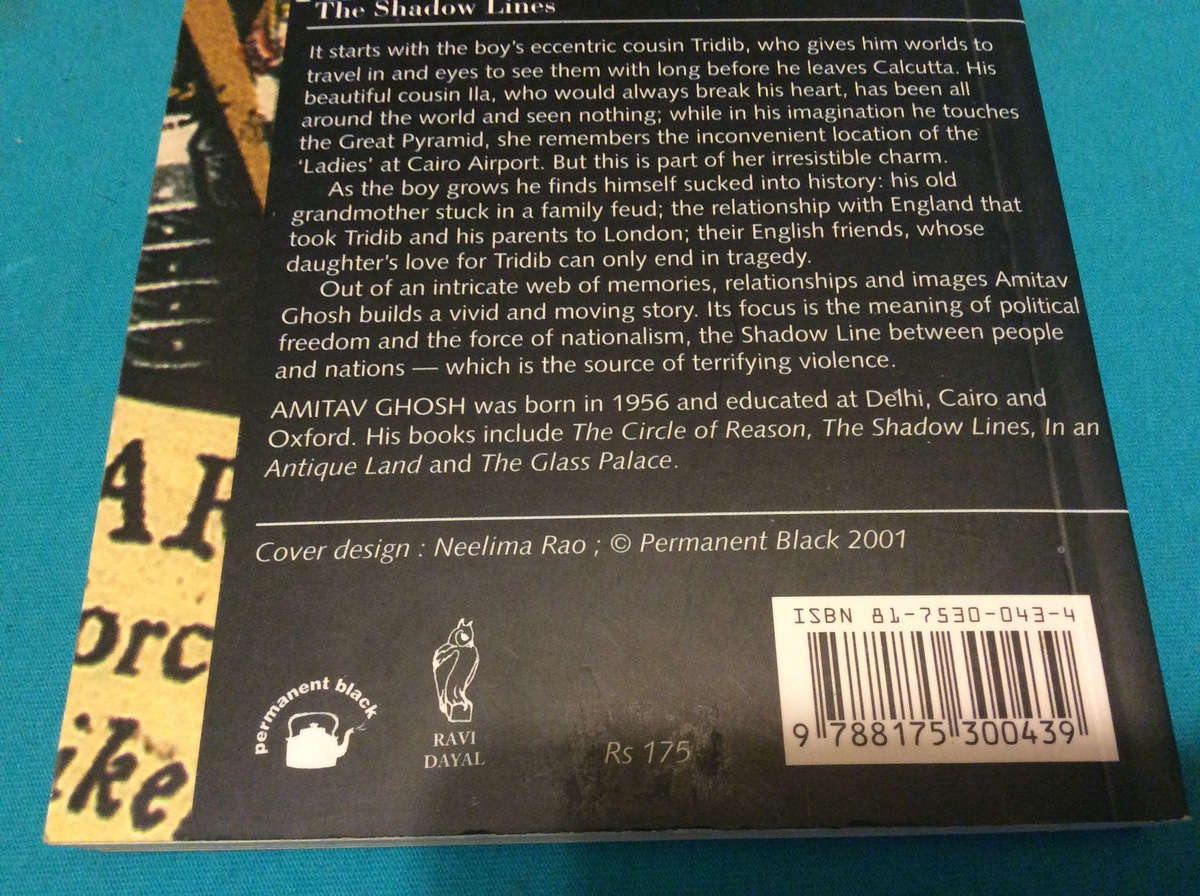 The Shadow Lines
It starts with the boy's eccentric cousin Tridib, who gives him worlds to
travel in and eyes to see them with long before he leaves Calcutta. His
beautiful cousin Ila, who would always break his heart, has been all
around the world and seen nothing; while in his imagination he touches
the Great Pyramid, she remembers the inconvenient location of the
'Ladies' at Cairo Airport. But this is part of her irresistible charm.
As the boy grows he finds himself sucked into history: his old
grandmother stuck in a family feud; the relationship with England that
took Tridib and his parents to London; their English friends, whose
daughter's love for Tridib can only end in tragedy.
Out of an intricate web of memories, relationships and images Amitav
Ghosh builds a vivid and moving story. Its focus is the meaning of political
freedom and the force of nationalism, the Shadow Line between people
and nations — which is the source of terrifying violence.
AMITAV GHOSH was born in 1956 and educated at Delhi, Cairo and
Oxford. His books include The Circle of Reason, The Shadow Lines, In an
Antique Land and The Glass Palace.
Cover design : Neelima Rao ; © Permanent Black 2001
permanent black
RAVI
DAYAL
Rs 175
ISBN 81-7530-043-4
9 788175 300439